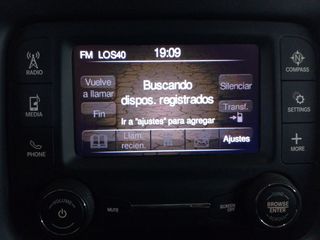 FM LOS40 19:09
RADIO
COMPASS
Vuelve
a llamar
Buscando
dispos. registrados
Silenciar
MEDIA
SETTINGS
Fin
Transf.
Ir a "ajustes" para agregar
PHONE
Llam.
recien.
Ajustes
MORE
VOLUME
MUTE
SCREEN
OFF
BROWSE
ENTER